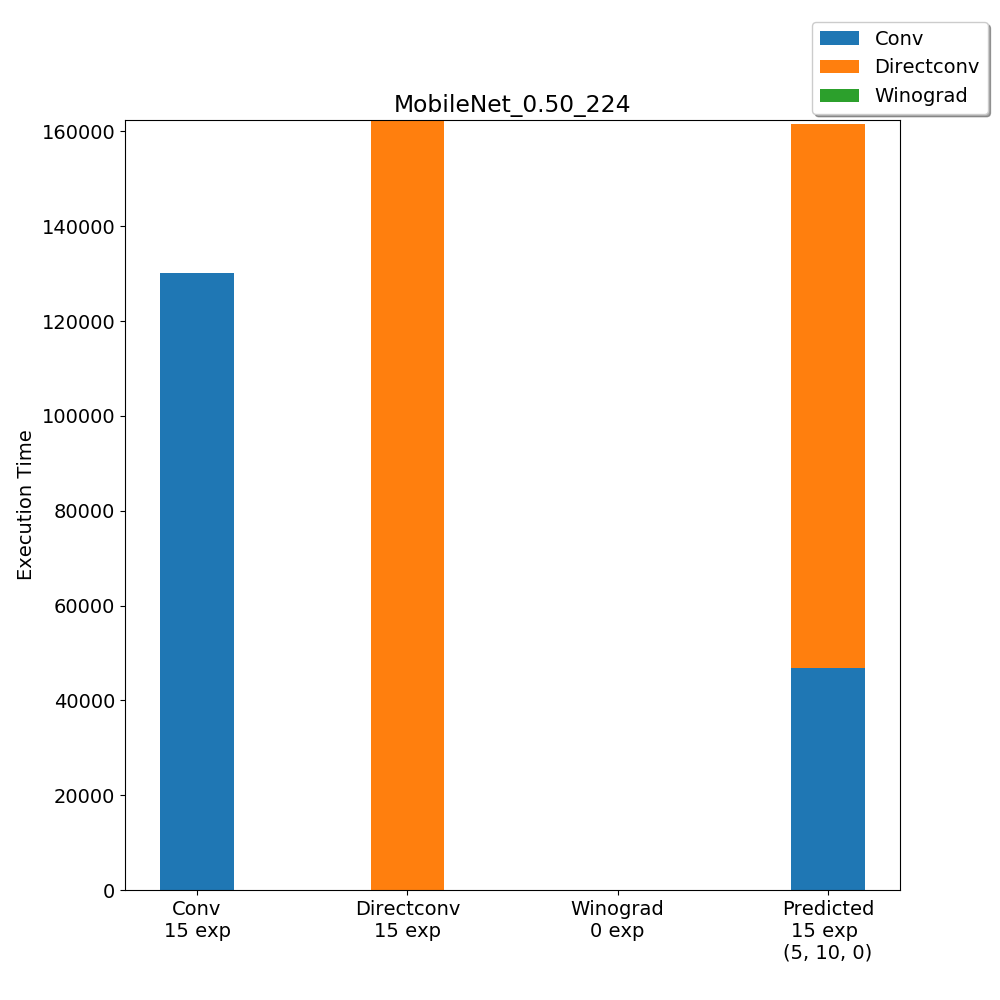 Conv
Directconv
Winograd
MobileNet_0.50_224
160000
140000
120000
100000
80000
60000
40000
20000
0
Execution Time
Conv
15 exp
Directconv
15 exp
Winograd
0 exp
Predicted
15 exp
(5, 10, 0)